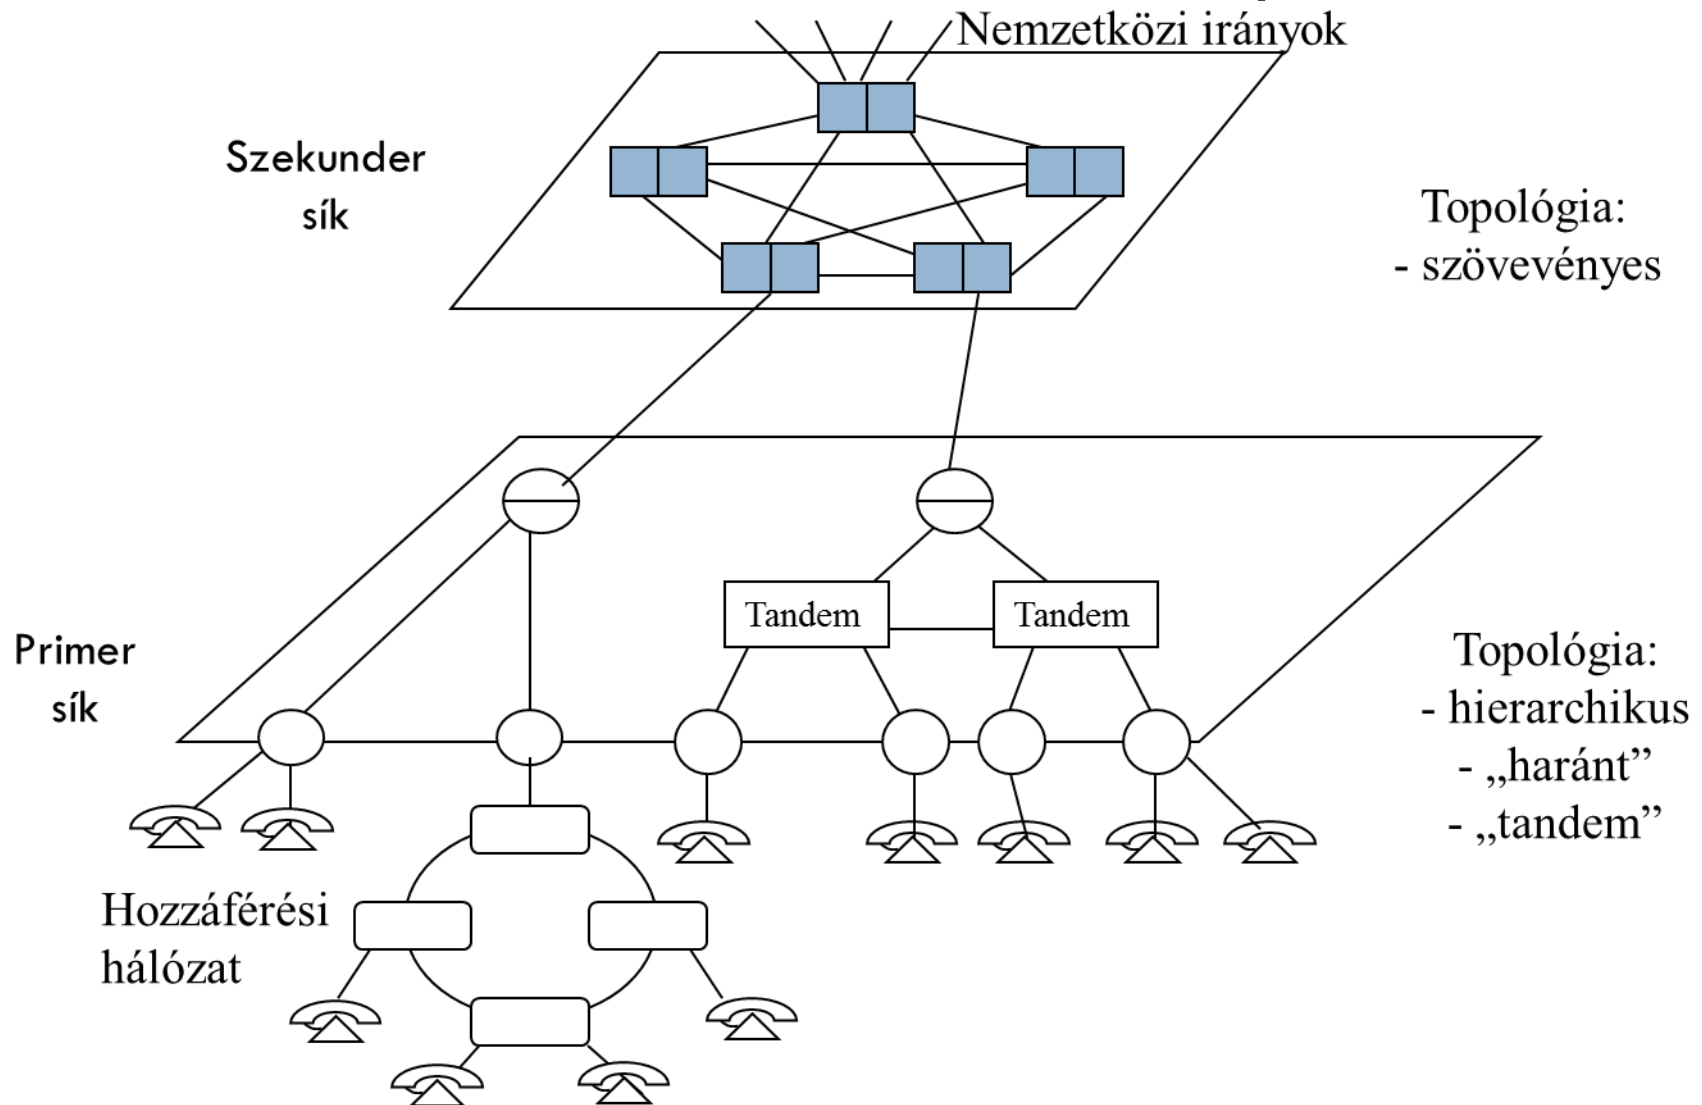 Nemzetközi irányok
Szekunder
sík
Topológia:
- szövevényes
Tandem
Tandem
Primer
sík
Topológia:
- hierarchikus
- „haránt”
- „tandem”
Hozzáférési
hálózat